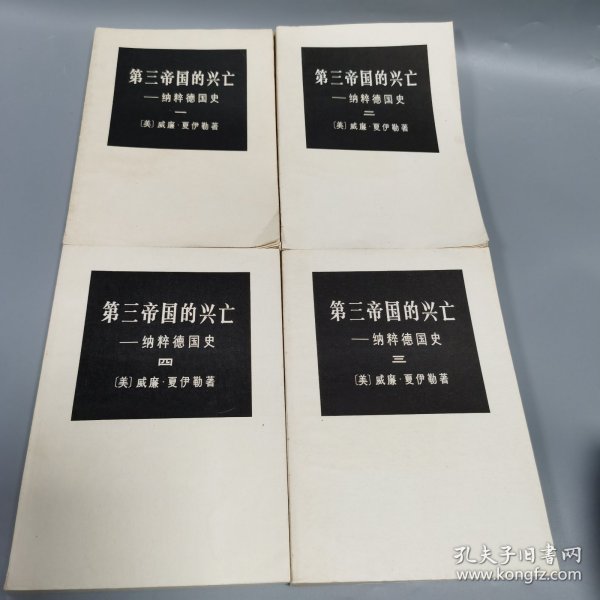 第三帝国的兴亡
——纳粹德国史
一
〔美〕威廉·夏伊勒著
第三帝国的兴亡
——纳粹德国史
二
〔美〕威廉·夏伊勒著
第三帝国的兴亡
——纳粹德国史
四
〔美〕威廉·夏伊勒著
第三帝国的兴亡
——纳粹德国史
三
〔美〕威廉·夏伊勒著
孔夫子旧书网
www.kongfz.com